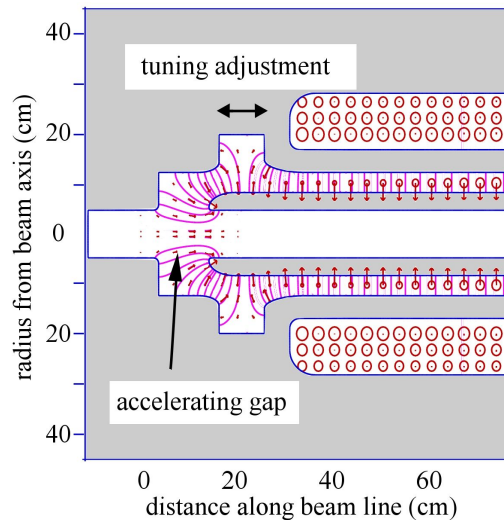 40
tuning adjustment
20
0
20
accelerating gap
40
radius from beam axis (cm)
0 20 40 60
distance along beam line (cm)